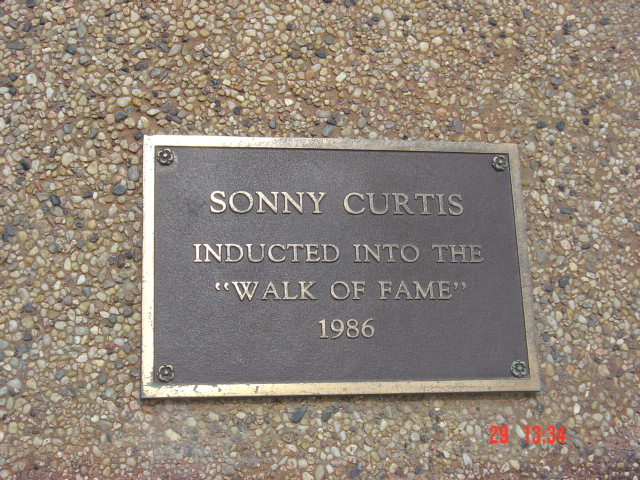 SONNY CURTIS
INDUCTED INTO THE
“WALK OF FAME”
1986
29 13:34